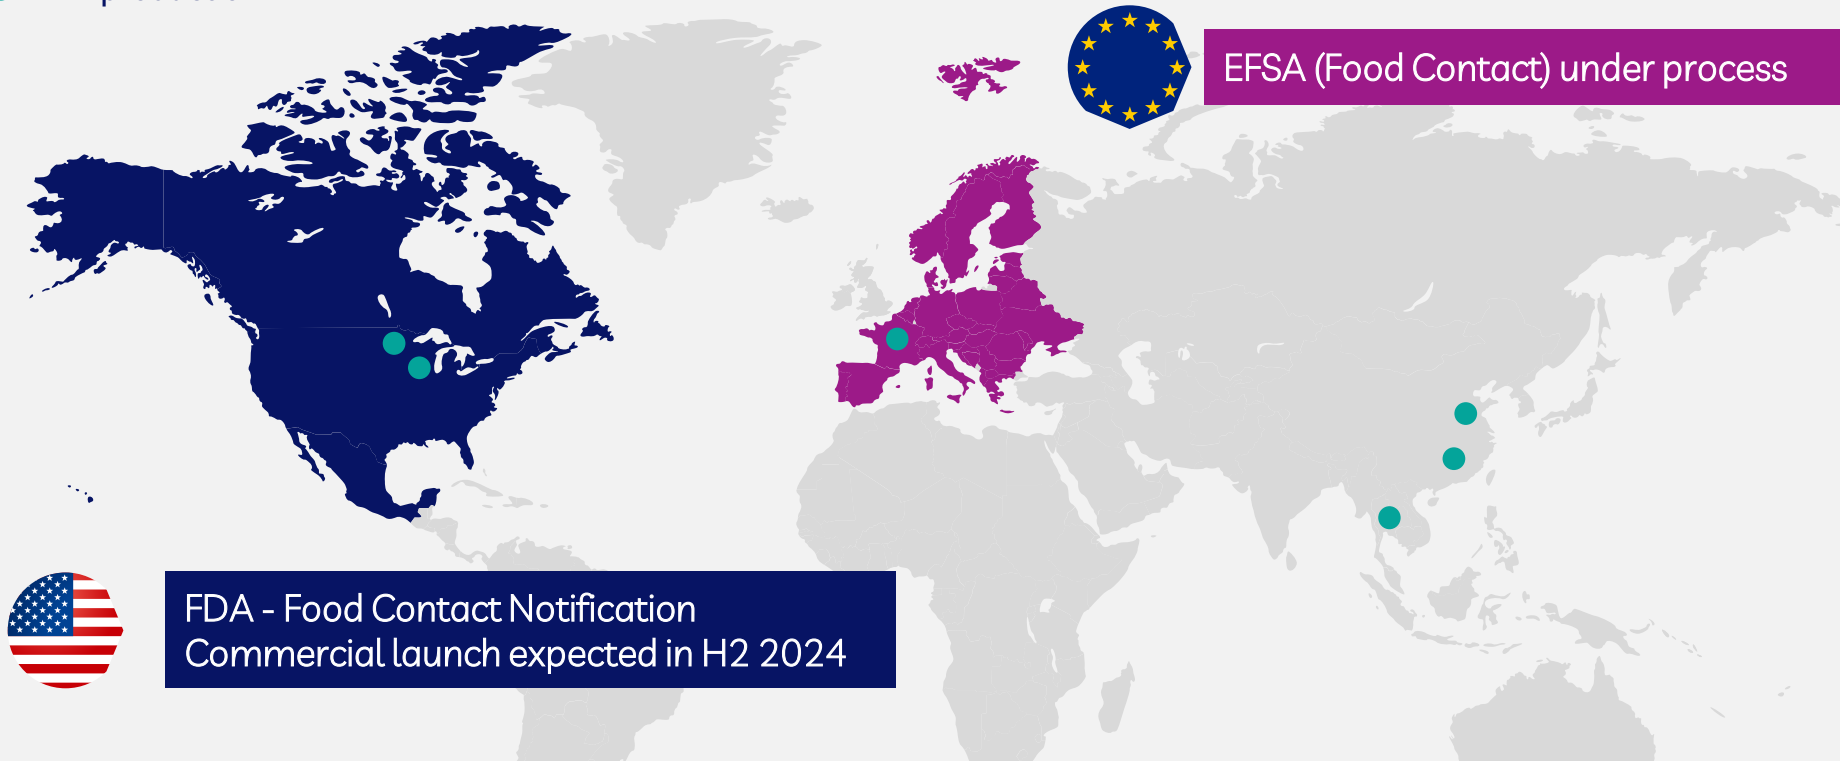 EFSA (Food Contact) under process
FDA - Food Contact Notification
Commercial launch expected in H2 2024